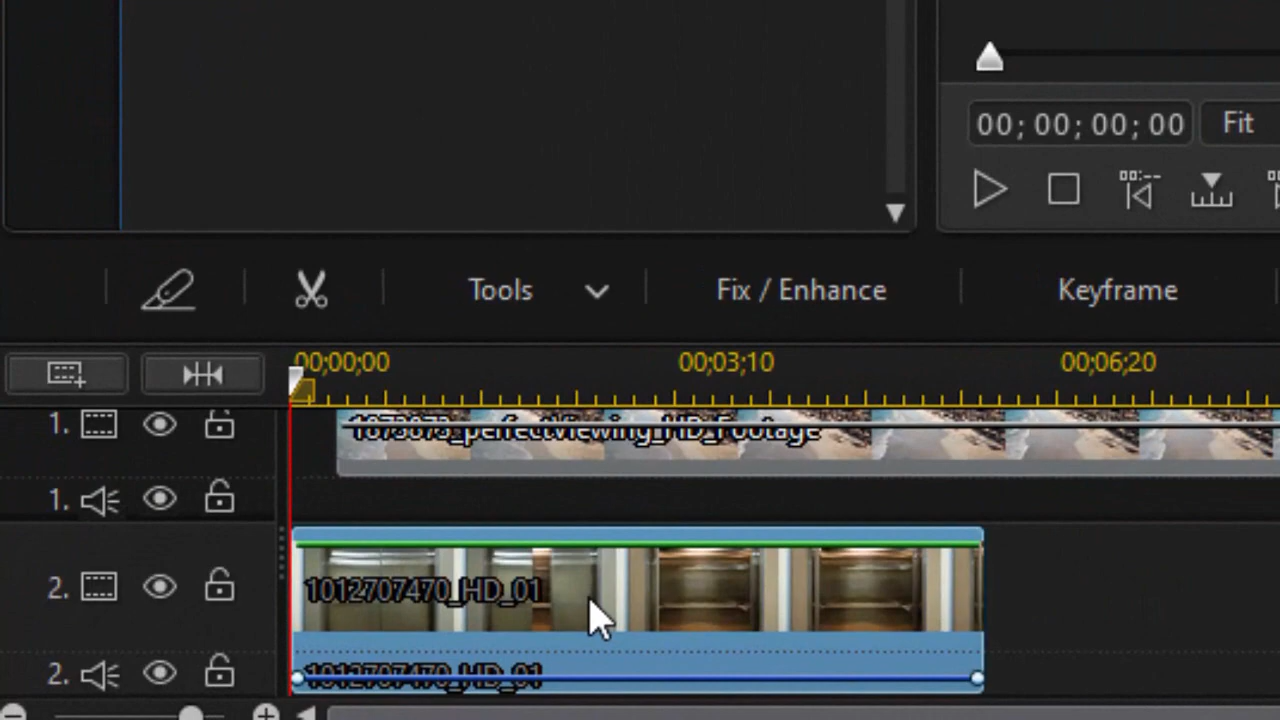 00; 00; 00; 00 Fit
Tools Fix / Enhance Keyframe
00;00;00 00;03;10 00;06;20
1. 1673673_perfectViewing_HD_Footage
1.
2. 1012707470_HD_01
2. 1012707470_HD_01